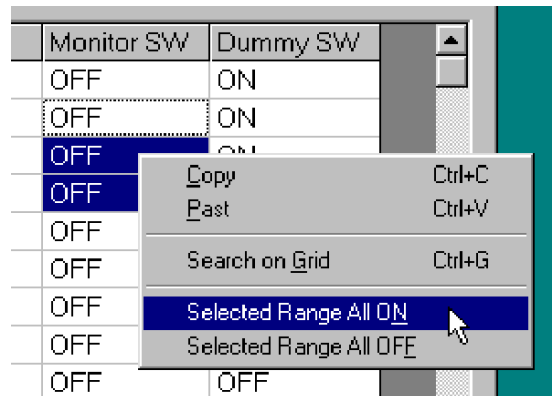 Monitor SW Dummy SW
OFF ON
OFF ON
OFF ON
OFF
OFF
OFF
OFF
OFF
OFF OFF
Copy Ctrl+C
Past Ctrl+V
Search on Grid Ctrl+G
Selected Range All ON
Selected Range All OFF